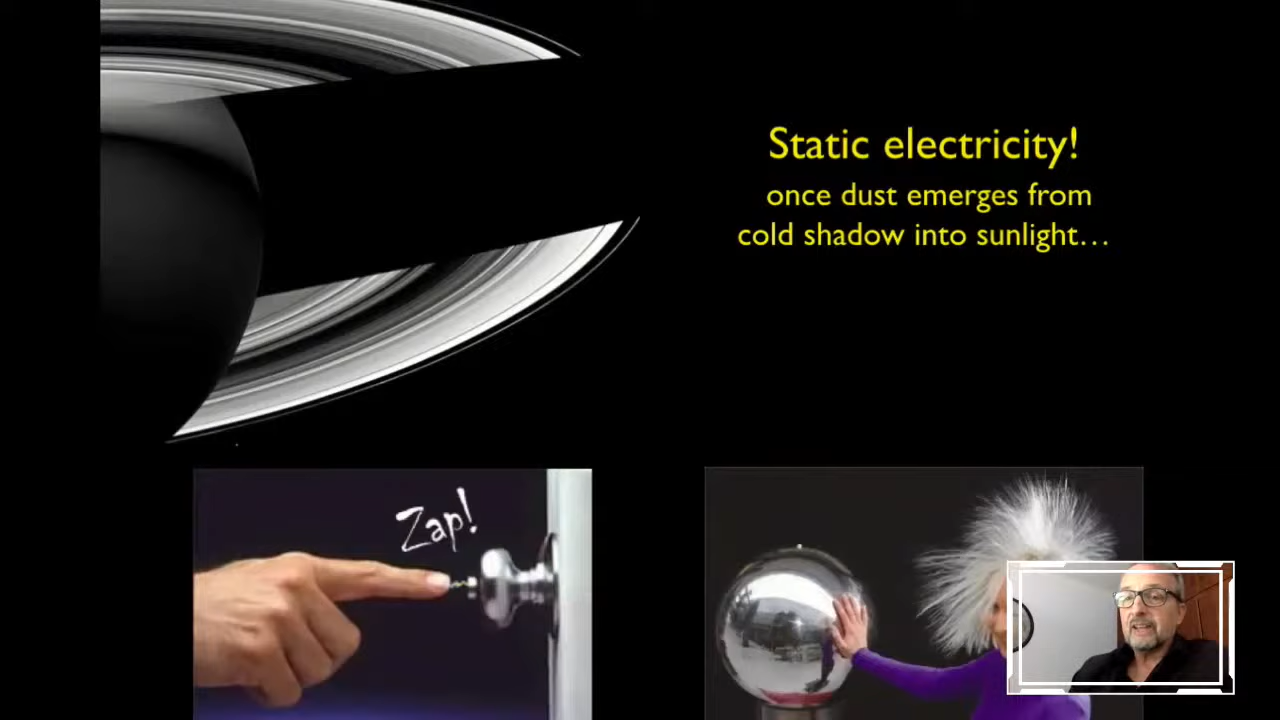 Static electricity!
once dust emerges from
cold shadow into sunlight…
Zap!